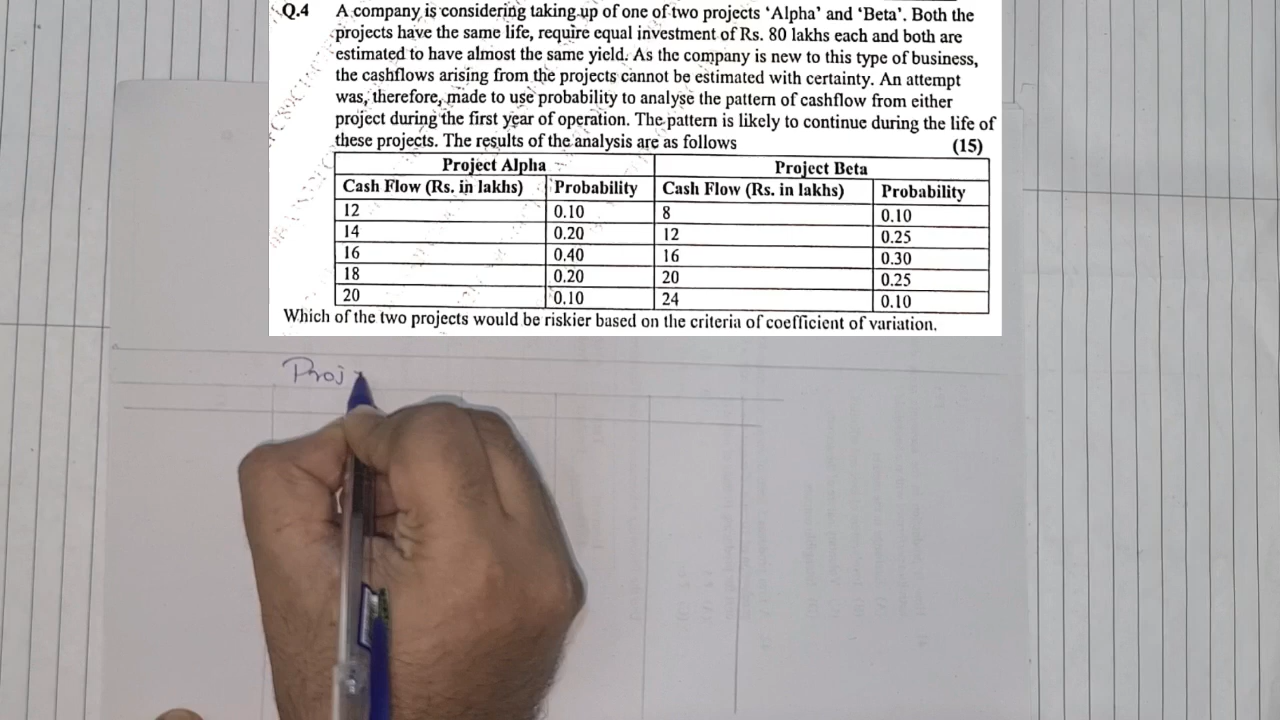 Q.4 A company is considering taking up of one of two projects ‘Alpha’ and ‘Beta’. Both the
projects have the same life, require equal investment of Rs. 80 lakhs each and both are
estimated to have almost the same yield. As the company is new to this type of business,
the cashflows arising from the projects cannot be estimated with certainty. An attempt
was, therefore, made to use probability to analyse the pattern of cashflow from either
project during the first year of operation. The pattern is likely to continue during the life of
these projects. The results of the analysis are as follows (15)
Project Alpha Project Beta
Cash Flow (Rs. in lakhs) Probability Cash Flow (Rs. in lakhs) Probability
12 0.10 8 0.10
14 0.20 12 0.25
16 0.40 16 0.30
18 0.20 20 0.25
20 0.10 24 0.10
Which of the two projects would be riskier based on the criteria of coefficient of variation.
Proj